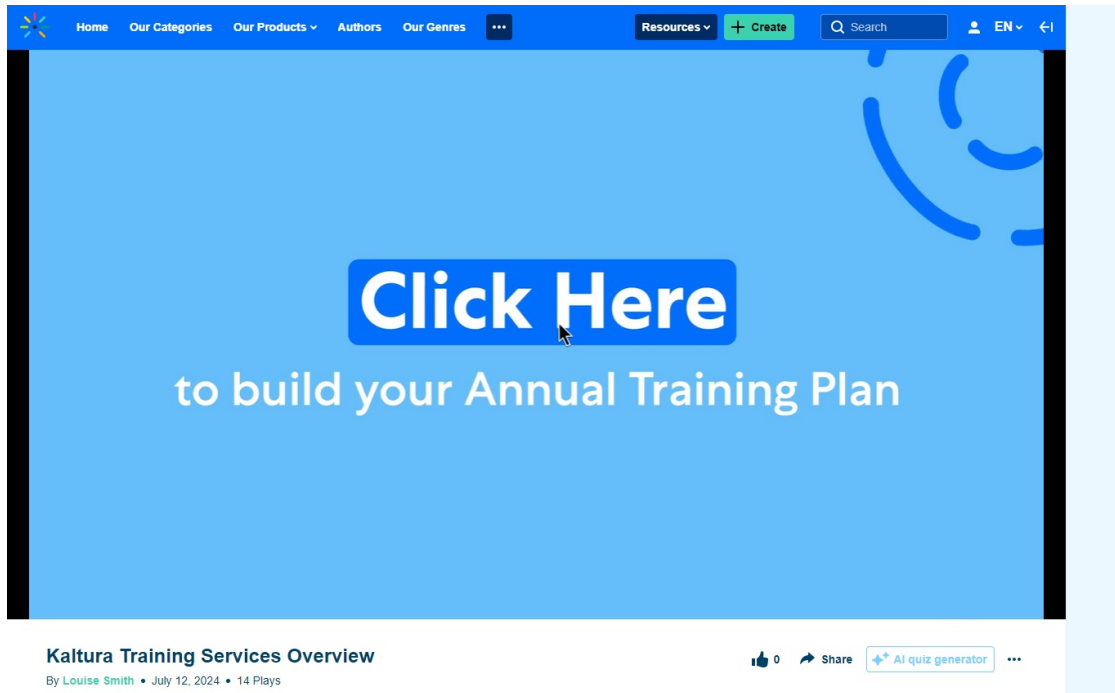 Home Our Categories Our Products Authors Our Genres ••• Resources + Create Search EN
Click Here
to build your Annual Training Plan
Kaltura Training Services Overview
0 Share AI quiz generator •••
By Louise Smith • July 12, 2024 • 14 Plays